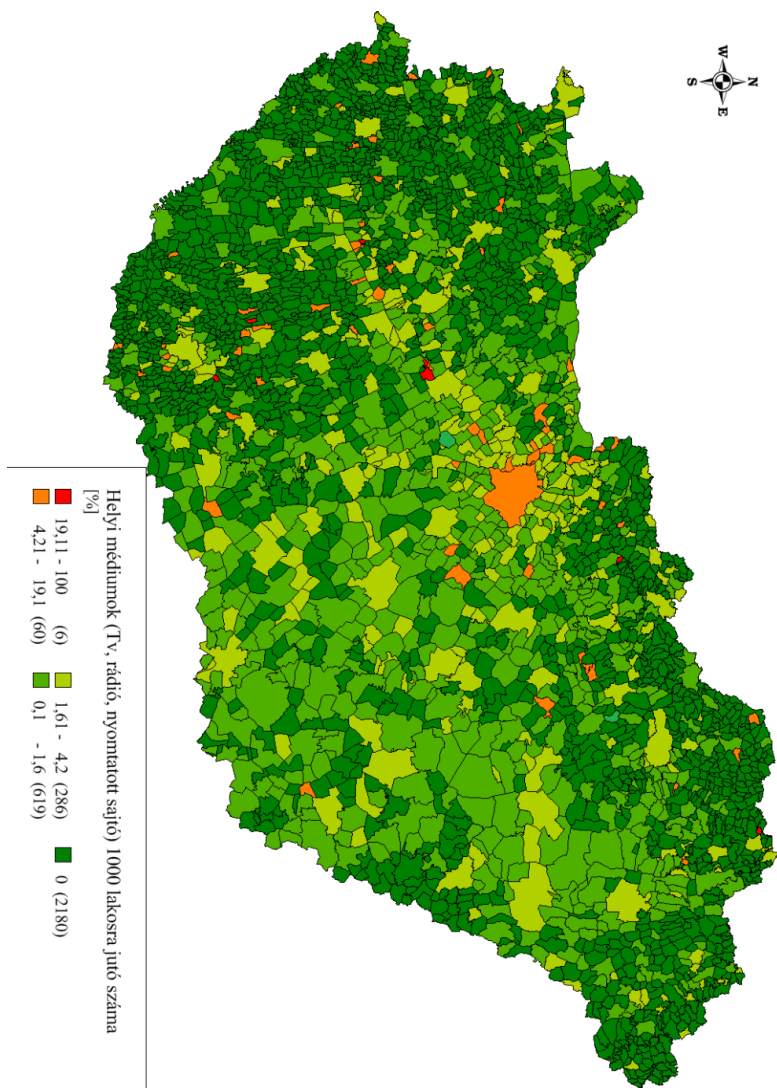 N
W E
S
Helyi médiumok (Tv, rádió, nyomtatott sajtó) 1000 lakosra jutó száma
[%]
19,11 - 100 (6) 1,61 - 4,2 (286) 0 (2180)
4,21 - 19,1 (60) 0,1 - 1,6 (619)